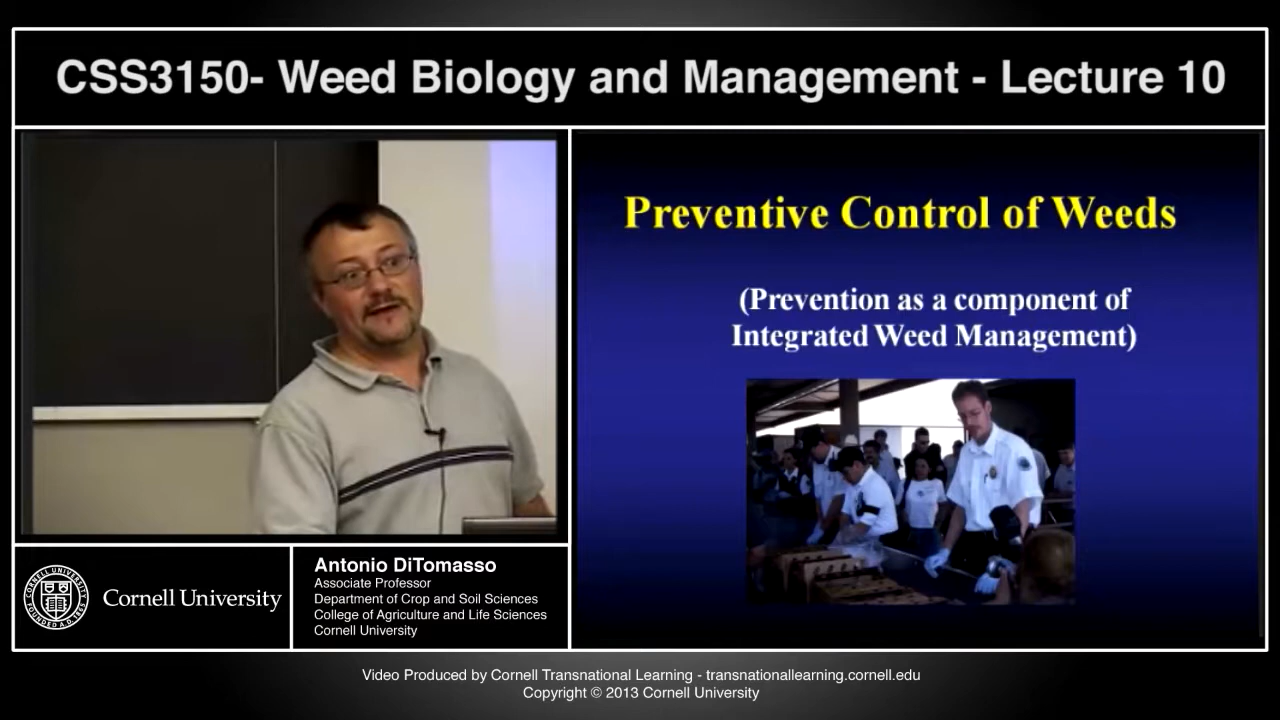 CSS3150- Weed Biology and Management - Lecture 10
Preventive Control of Weeds
(Prevention as a component of
Integrated Weed Management)
Cornell University
Antonio DiTomasso
Associate Professor
Department of Crop and Soil Sciences
College of Agriculture and Life Sciences
Cornell University
Video Produced by Cornell Transnational Learning - transnationallearning.cornell.edu
Copyright © 2013 Cornell University